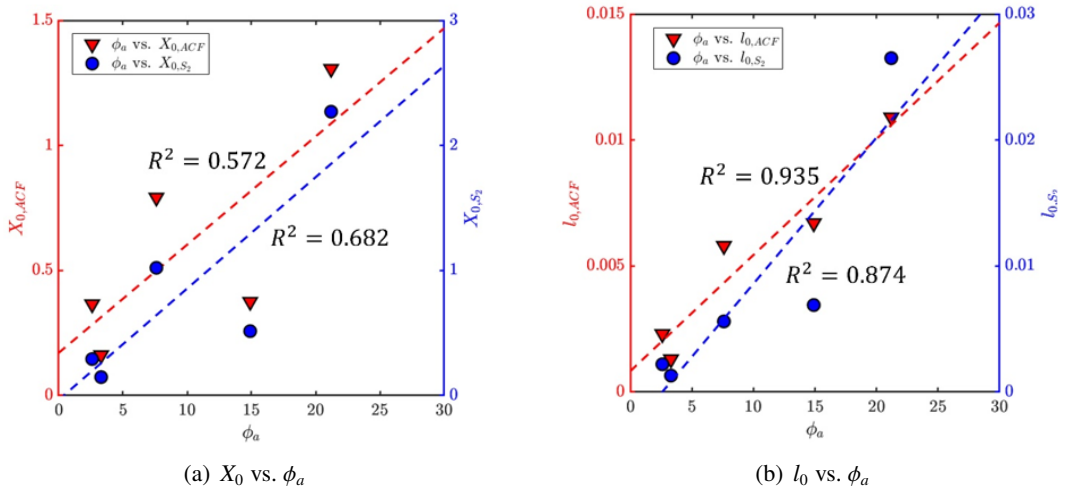 1.5
1
0.5
0
X₀,ACF
ϕₐ vs. X₀,ACF
ϕₐ vs. X₀,S₂
R² = 0.572
R² = 0.682
3
2
1
0
X₀,S₂
0 5 10 15 20 25 30
ϕₐ
(a) X₀ vs. ϕₐ
0.015
0.01
0.005
0
l₀,ACF
ϕₐ vs. l₀,ACF
ϕₐ vs. l₀,S₂
R² = 0.935
R² = 0.874
0.03
0.02
0.01
0
0 5 10 15 20 25 30
ϕₐ
(b) l₀ vs. ϕₐ